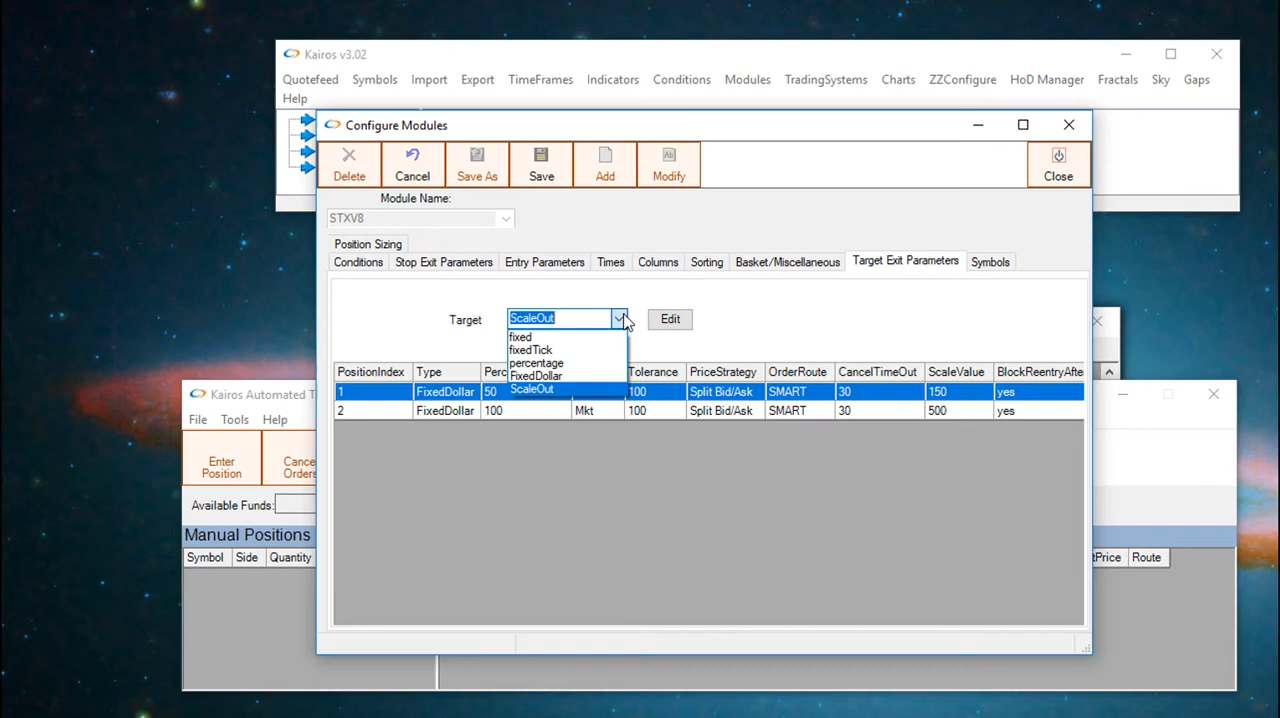 Kairos v3.02
Quotefeed Symbols Import Export TimeFrames Indicators Conditions Modules TradingSystems Charts ZZConfigure HoD Manager Fractals Sky Gaps
Help
Configure Modules
Delete Cancel Save As Save Add Modify Close
Module Name:
STXV8
Position Sizing
Conditions Stop Exit Parameters Entry Parameters Times Columns Sorting Basket/Miscellaneous Target Exit Parameters Symbols
Target ScaleOut Edit
fixed
fixedTick
percentage
FixedDollar
ScaleOut
PositionIndex Type Perc Tolerance PriceStrategy OrderRoute CancelTimeOut ScaleValue BlockReentryAfter
1 FixedDollar 50 100 Split Bid/Ask SMART 30 150 yes
2 FixedDollar 100 Mkt 100 Split Bid/Ask SMART 30 500 yes
Kairos Automated T
File Tools Help
Enter Position
Cance Orders
Available Funds:
Manual Positions
Symbol Side Quantity tPrice Route